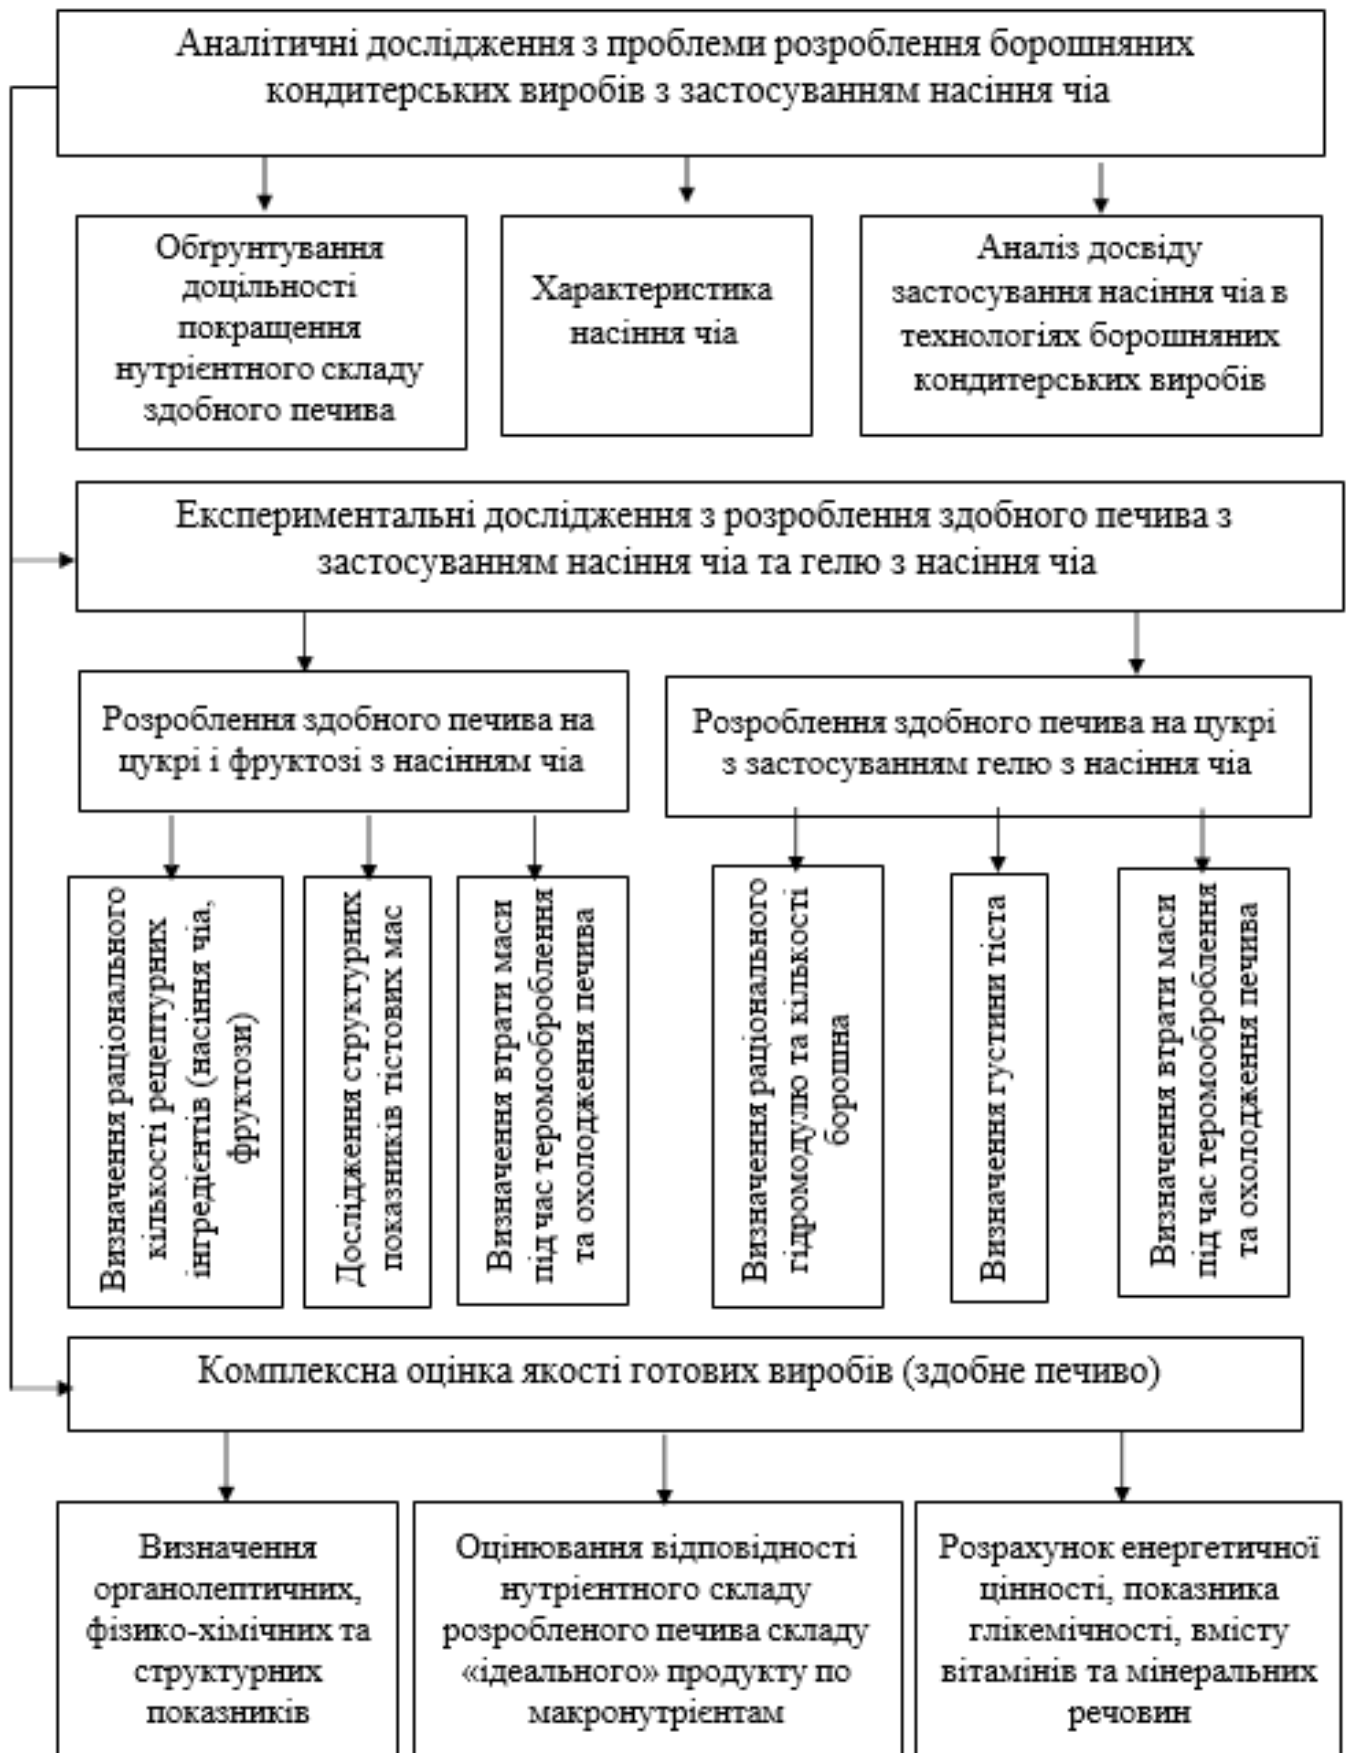 Аналітичні дослідження з проблеми розроблення борошняних
кондитерських виробів з застосуванням насіння чіа
Обґрунтування
доцільності
покращення
нутрієнтного складу
здобного печива
Характеристика
насіння чіа
Аналіз досвіду
застосування насіння чіа в
технологіях борошняних
кондитерських виробів
Експериментальні дослідження з розроблення здобного печива з
застосуванням насіння чіа та гелю з насіння чіа
Розроблення здобного печива на
цукрі і фруктозі з насінням чіа
Розроблення здобного печива на цукрі
з застосуванням гелю з насіння чіа
Визначення раціонального
кількості рецептурних
інгредієнтів (насіння чіа,
фруктози)
Дослідження структурних
показників тістових мас
Визначення втрати маси
під час теромооброблення
та охолодження печива
Визначення раціонального
гідромодулю та кількості
борошна
Визначення густини тіста
Визначення втрати маси
під час теромооброблення
та охолодження печива
Комплексна оцінка якості готових виробів (здобне печиво)
Визначення
органолептичних,
фізико-хімічних та
структурних
показників
Оцінювання відповідності
нутрієнтного складу
розробленого печива складу
«ідеального» продукту по
макронутрієнтам
Розрахунок енергетичної
цінності, показника
глікемічності, вмісту
вітамінів та мінеральних
речовин